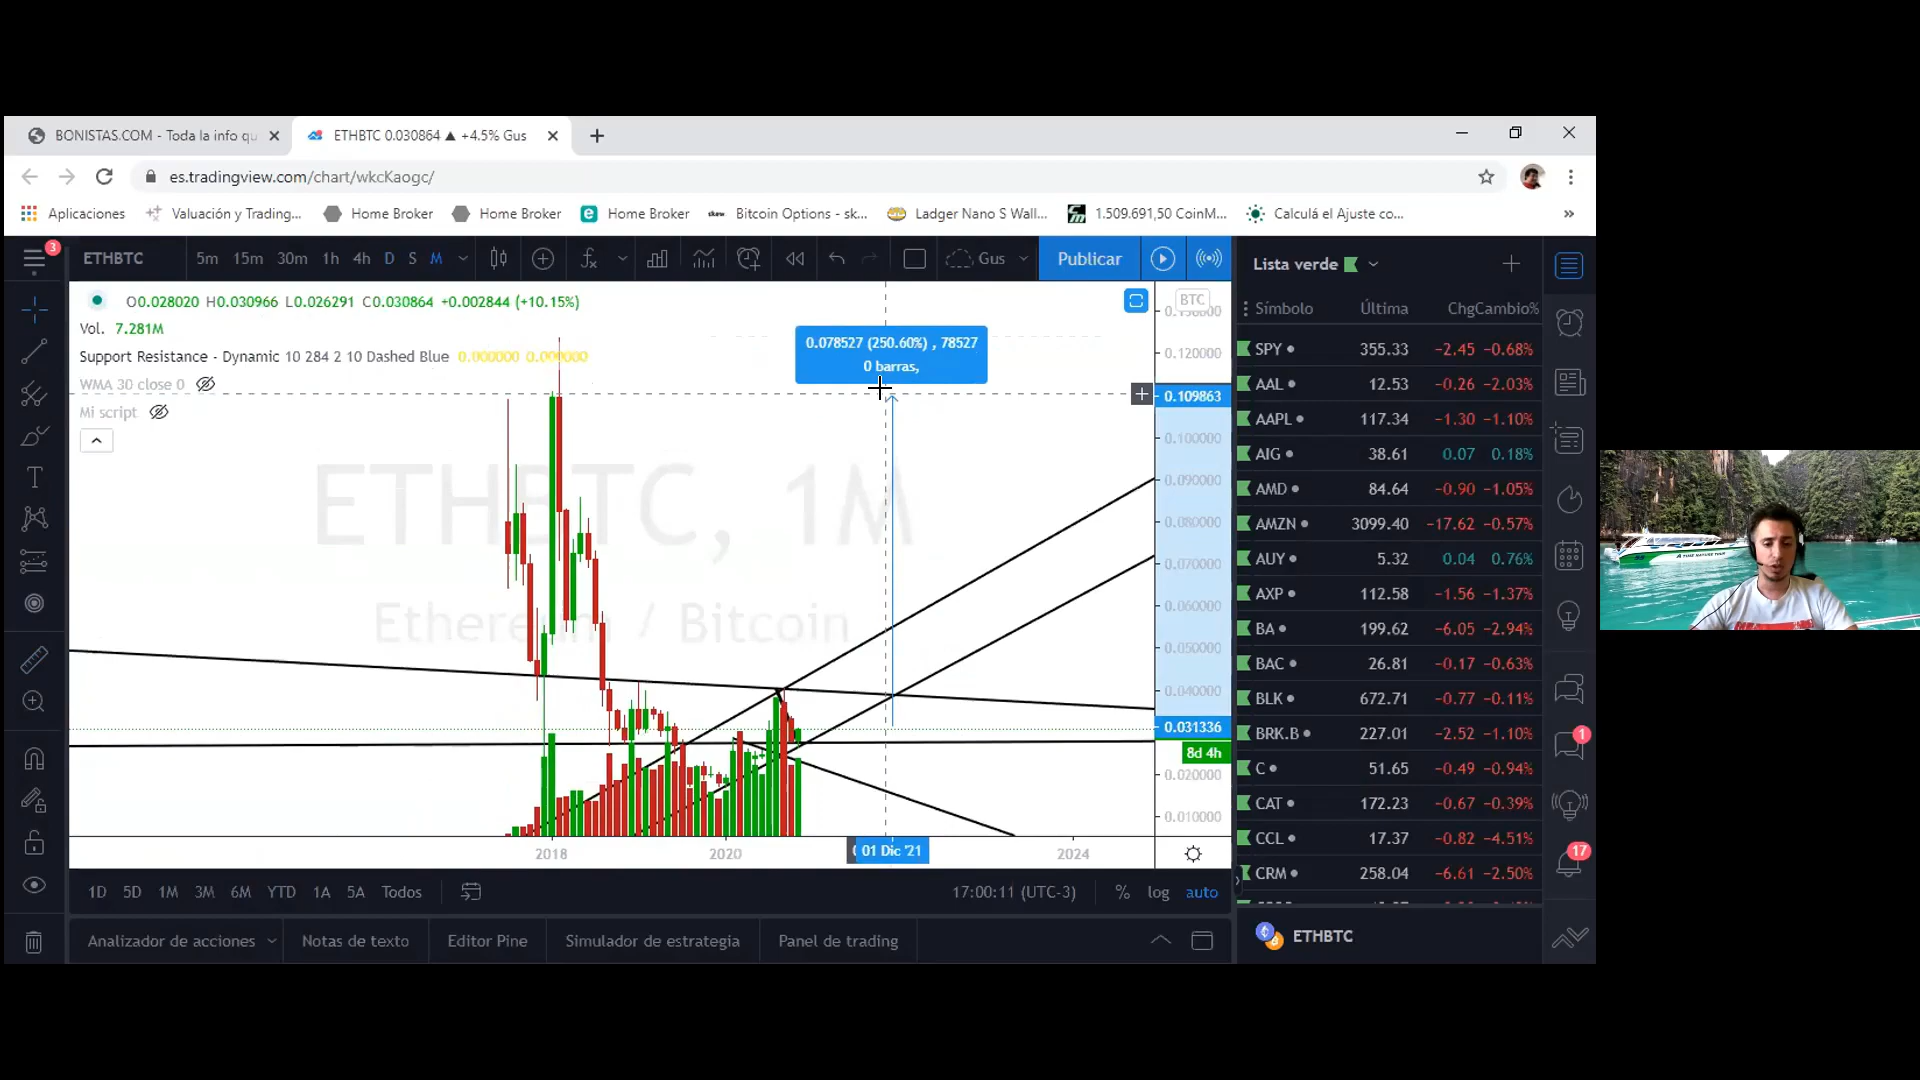 BONISTAS.COM - Toda la info qu
ETHBTC 0.030864 ▲ +4.5% Gus
es.tradingview.com/chart/wkcKaogc/
Aplicaciones
Valuación y Trading...
Home Broker
Home Broker
Home Broker
skew Bitcoin Options - sk...
Ladger Nano S Wall...
1.509.691,50 CoinM...
Calculá el Ajuste co...
»
3
ETHBTC 5m 15m 30m 1h 4h D S M
Gus
Publicar
O0.028020 H0.030966 L0.026291 C0.030864 +0.002844 (+10.15%)
Vol. 7.281M
Support Resistance - Dynamic 10 284 2 10 Dashed Blue 0.000000 0.000000
WMA 30 close 0
Mi script
0.078527 (250.60%) , 78527
0 barras,
ETHBTC, 1M
Ethereum / Bitcoin
BTC
0.120000
0.109863
0.100000
0.090000
0.080000
0.070000
0.060000
0.050000
0.040000
0.031336
8d 4h
0.020000
0.010000
2018 2020 01 Dic '21 2024
1D 5D 1M 3M 6M YTD 1A 5A Todos
17:00:11 (UTC-3) % log auto
Analizador de acciones
Notas de texto
Editor Pine
Simulador de estrategia
Panel de trading
Lista verde
Símbolo Última ChgCambio%
SPY 355.33 −2.45 −0.68%
AAL 12.53 −0.26 −2.03%
AAPL 117.34 −1.30 −1.10%
AIG 38.61 0.07 0.18%
AMD 84.64 −0.90 −1.05%
AMZN 3099.40 −17.62 −0.57%
AUY 5.32 0.04 0.76%
AXP 112.58 −1.56 −1.37%
BA 199.62 −6.05 −2.94%
BAC 26.81 −0.17 −0.63%
BLK 672.71 −0.77 −0.11%
BRK.B 227.01 −2.52 −1.10%
C 51.65 −0.49 −0.94%
CAT 172.23 −0.67 −0.39%
CCL 17.37 −0.82 −4.51%
CRM 258.04 −6.61 −2.50%
ETHBTC
1
17